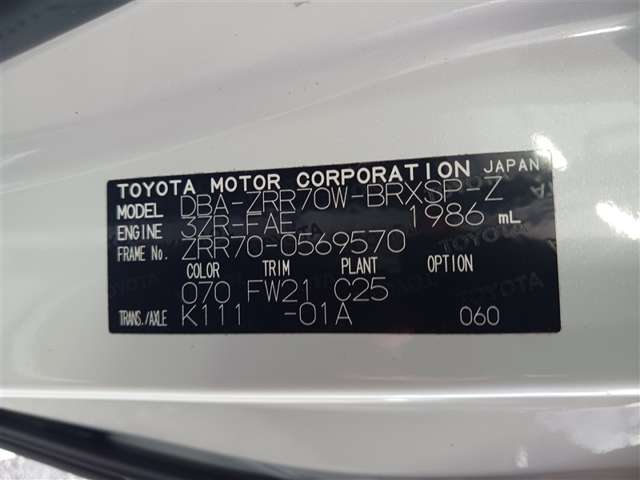 TOYOTA MOTOR CORPORATION JAPAN
MODEL DBA-ZRR70W-BRXSP-Z
ENGINE 3ZR-FAE 1986 mL
FRAME No. ZRR70-0569570
COLOR TRIM PLANT OPTION
070 FW21 C25
TRANS./AXLE K111 -01A 060